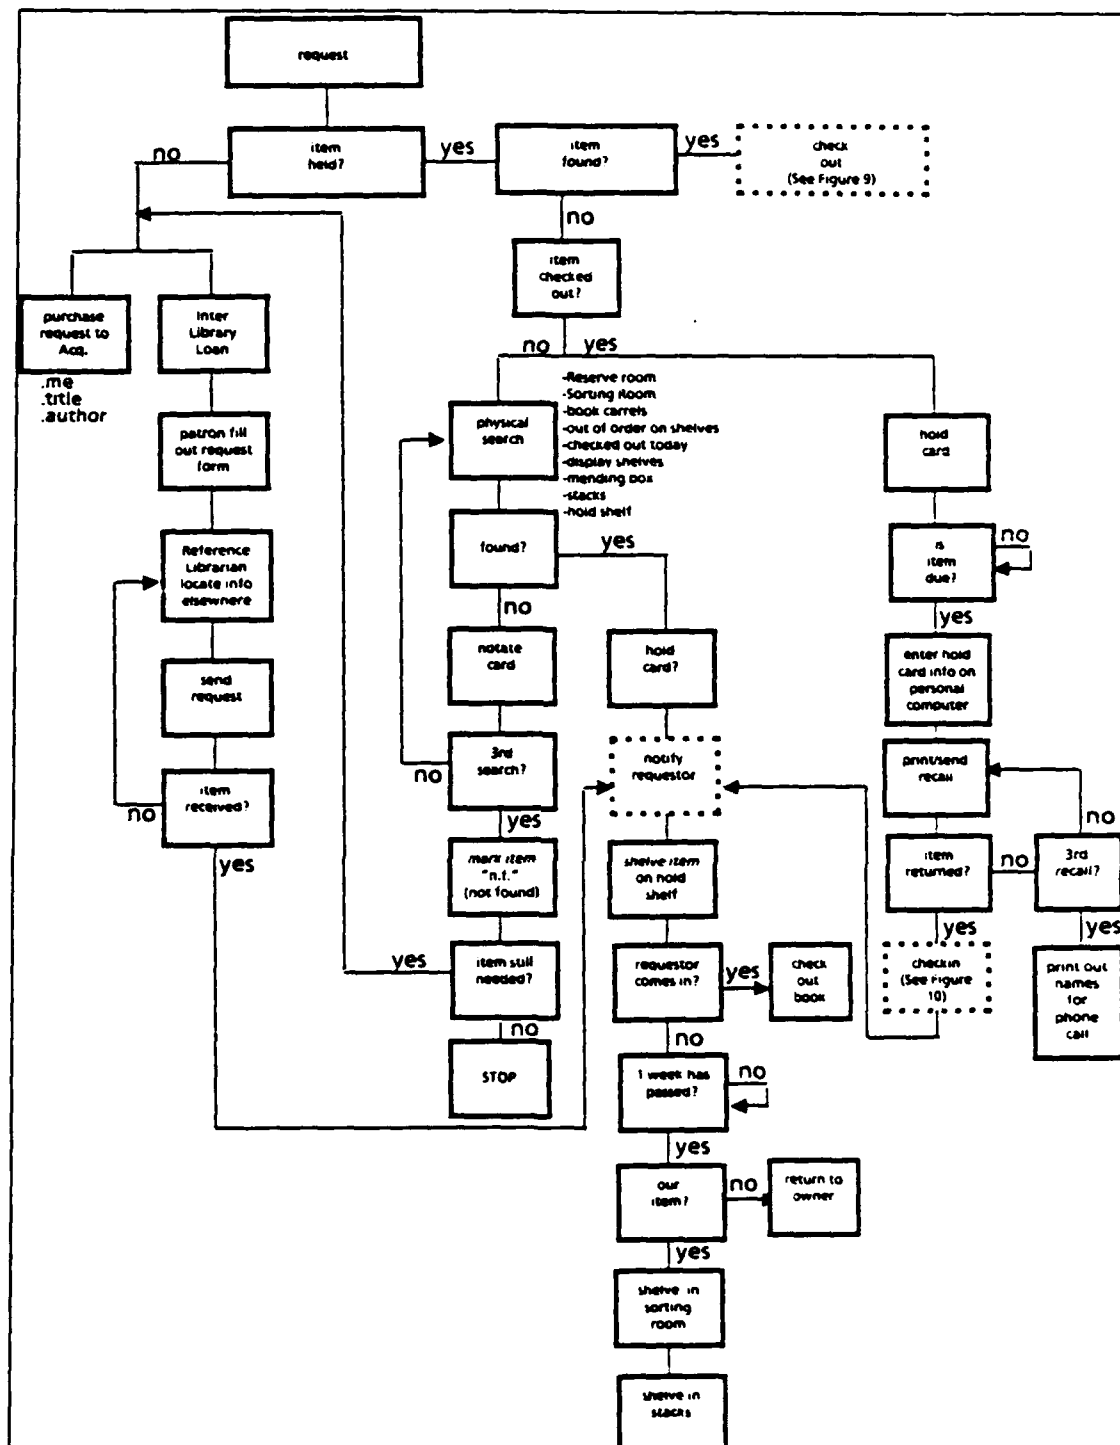 request
item
held?
no
yes
item
found?
yes
check
out
(See Figure 9)
no
item
checked
out?
no
yes
purchase
request to
Acq.
.me
.title
.author
Inter
Library
Loan
patron fill
out request
form
Reference
Librarian
locate info
elsewhere
send
request
item
received?
no
yes
physical
search
-Reserve room
-Sorting Room
-book carrels
-out of order on shelves
-checked out today
-display shelves
-mending box
-stacks
-hold shelf
found?
yes
no
notate
card
3rd
search?
no
yes
mark item
"n.f."
(not found)
item still
needed?
yes
no
STOP
hold
card?
notify
requestor
shelve item
on hold
shelf
requestor
comes in?
yes
check
out
book
no
1 week has
passed?
no
yes
our
item?
no
return to
owner
yes
shelve in
sorting
room
shelve in
stacks
hold
card
is
item
due?
no
yes
enter hold
card info on
personal
computer
print/send
recall
item
returned?
no
3rd
recall?
no
yes
print out
names
for
phone
call
yes
checkin
(See Figure
10)